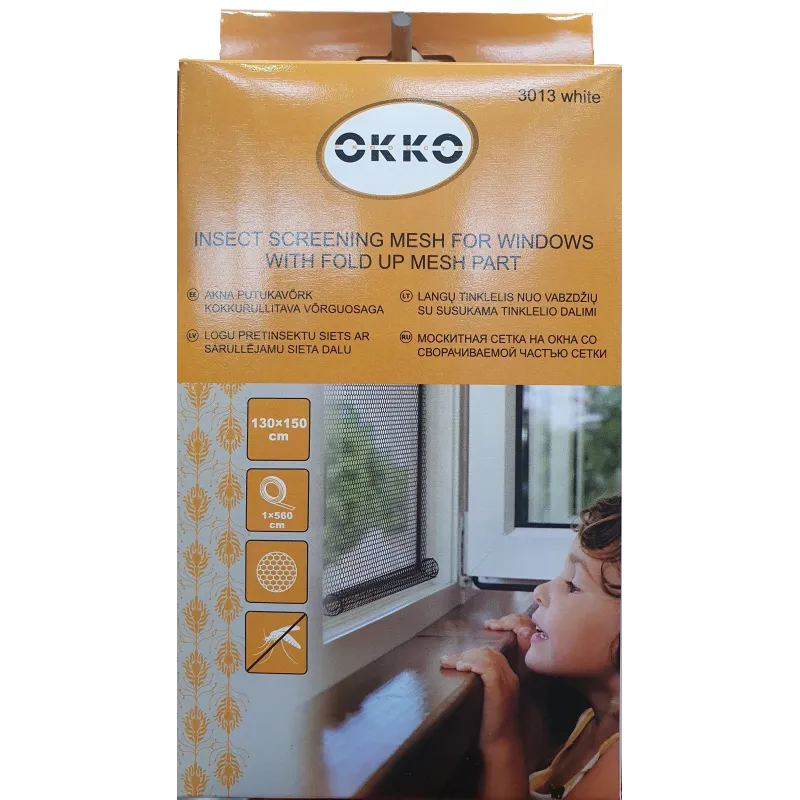 3013 white
OKKO
PRODUCTS
INSECT SCREENING MESH FOR WINDOWS
WITH FOLD UP MESH PART
EE AKNA PUTUKAVÕRK
KOKKURULLITAVA VÕRGUOSAGA
LV LOGU PRETINSEKTU SIETS AR
SARULLĒJAMU SIETA DAĻU
LT LANGŲ TINKLELIS NUO VABZDŽIŲ
SU SUSUKAMA TINKLELIO DALIMI
RU МОСКИТНАЯ СЕТКА НА ОКНА СО
СВОРАЧИВАЕМОЙ ЧАСТЬЮ СЕТКИ
130×150
cm
1×560
cm